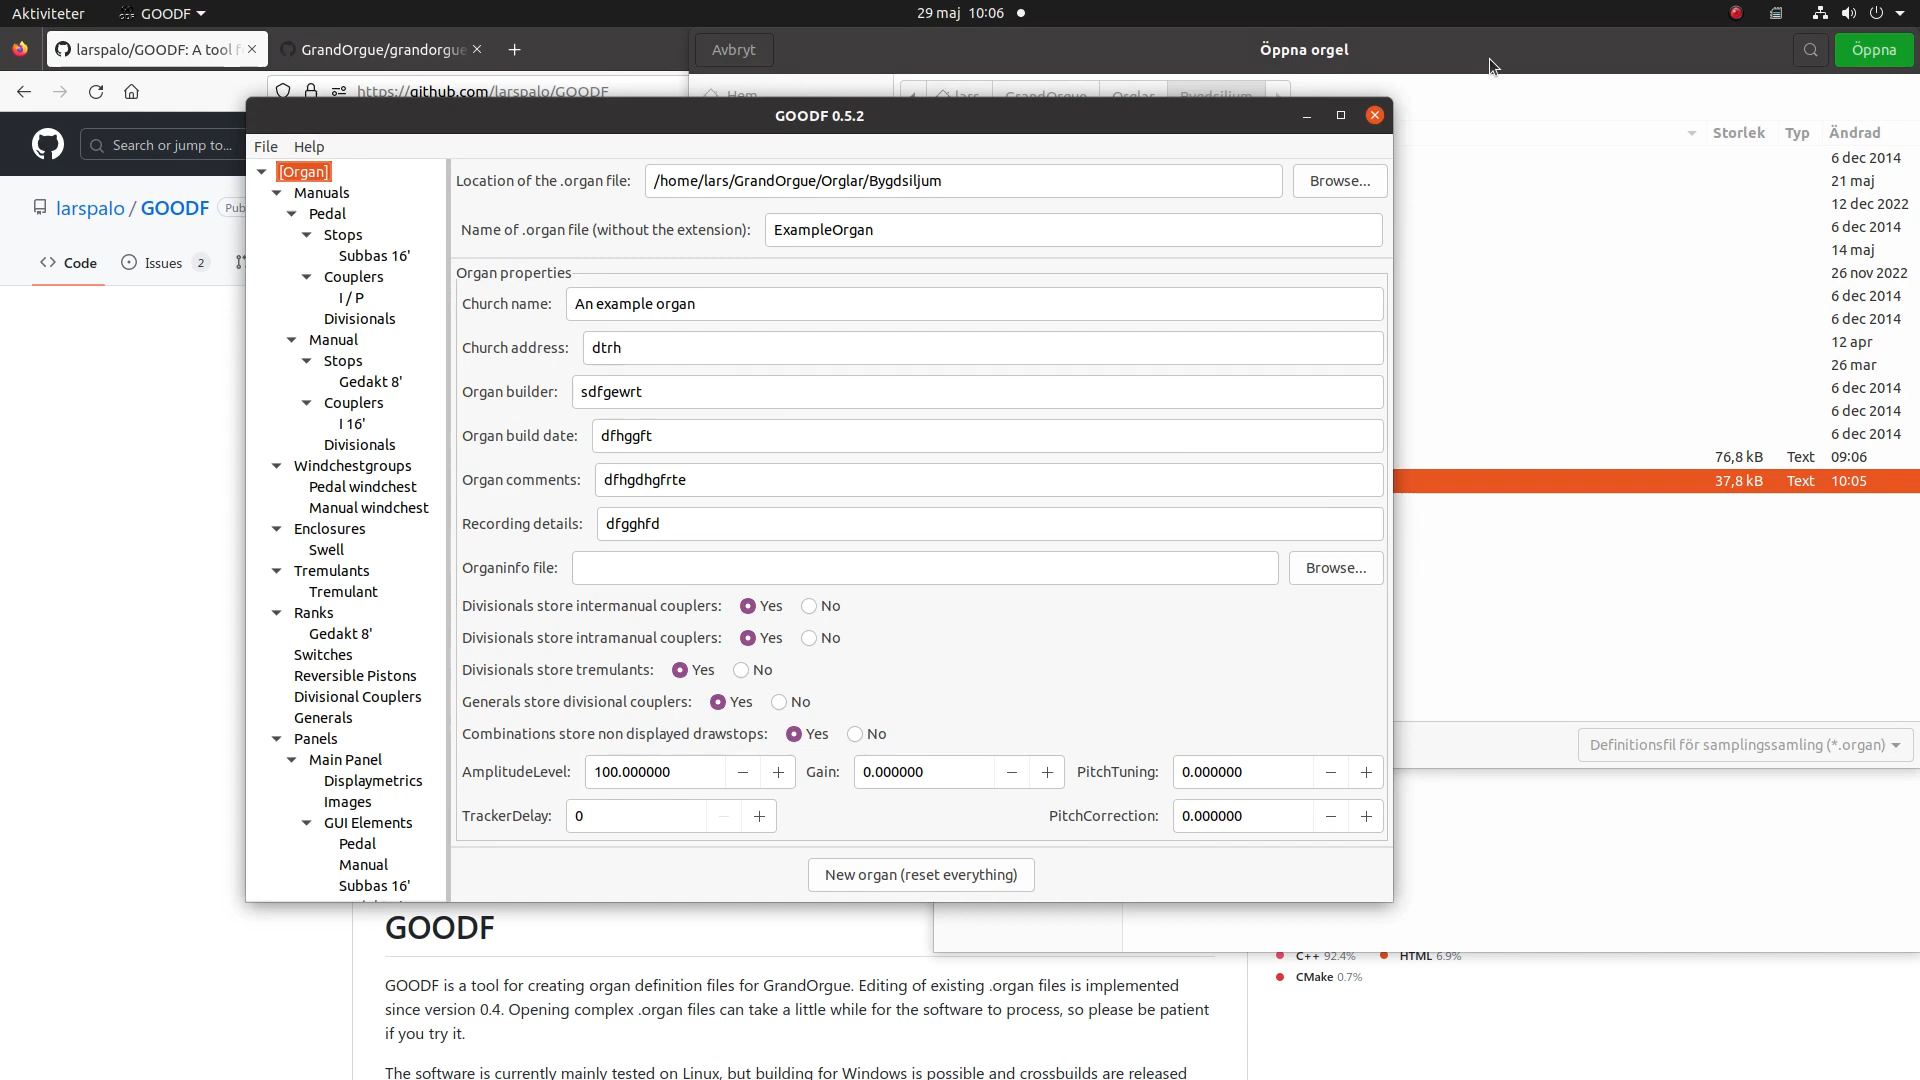 Aktiviteter
GOODF
29 maj 10:06
larspalo/GOODF: A tool f
GrandOrgue/grandorgue
Avbryt
Öppna orgel
Öppna
https://github.com/larspalo/GOODF
Hem
lars
GrandOrgue
Orglar
Bygdsiljum
GOODF 0.5.2
Storlek Typ Ändrad
Search or jump to...
File Help
larspalo / GOODF
Pub
Code
Issues 2
[Organ]
Manuals
Pedal
Stops
Subbas 16'
Couplers
I / P
Divisionals
Manual
Stops
Gedakt 8'
Couplers
I 16'
Divisionals
Windchestgroups
Pedal windchest
Manual windchest
Enclosures
Swell
Tremulants
Tremulant
Ranks
Gedakt 8'
Switches
Reversible Pistons
Divisional Couplers
Generals
Panels
Main Panel
Displaymetrics
Images
GUI Elements
Pedal
Manual
Subbas 16'
Location of the .organ file: /home/lars/GrandOrgue/Orglar/Bygdsiljum Browse...
Name of .organ file (without the extension): ExampleOrgan
Organ properties
Church name: An example organ
Church address: dtrh
Organ builder: sdfgewrt
Organ build date: dfhggft
Organ comments: dfhgdhgfrte
Recording details: dfgghfd
Organinfo file: Browse...
Divisionals store intermanual couplers: Yes No
Divisionals store intramanual couplers: Yes No
Divisionals store tremulants: Yes No
Generals store divisional couplers: Yes No
Combinations store non displayed drawstops: Yes No
AmplitudeLevel: 100.000000 Gain: 0.000000 PitchTuning: 0.000000
TrackerDelay: 0 PitchCorrection: 0.000000
New organ (reset everything)
6 dec 2014
21 maj
12 dec 2022
6 dec 2014
14 maj
26 nov 2022
6 dec 2014
6 dec 2014
12 apr
26 mar
6 dec 2014
6 dec 2014
6 dec 2014
76,8 kB Text 09:06
37,8 kB Text 10:05
Definitionsfil för samplingssamling (*.organ)
GOODF
GOODF is a tool for creating organ definition files for GrandOrgue. Editing of existing .organ files is implemented
since version 0.4. Opening complex .organ files can take a little while for the software to process, so please be patient
if you try it.
The software is currently mainly tested on Linux, but building for Windows is possible and crossbuilds are released
C++ 92.4% HTML 6.9%
CMake 0.7%